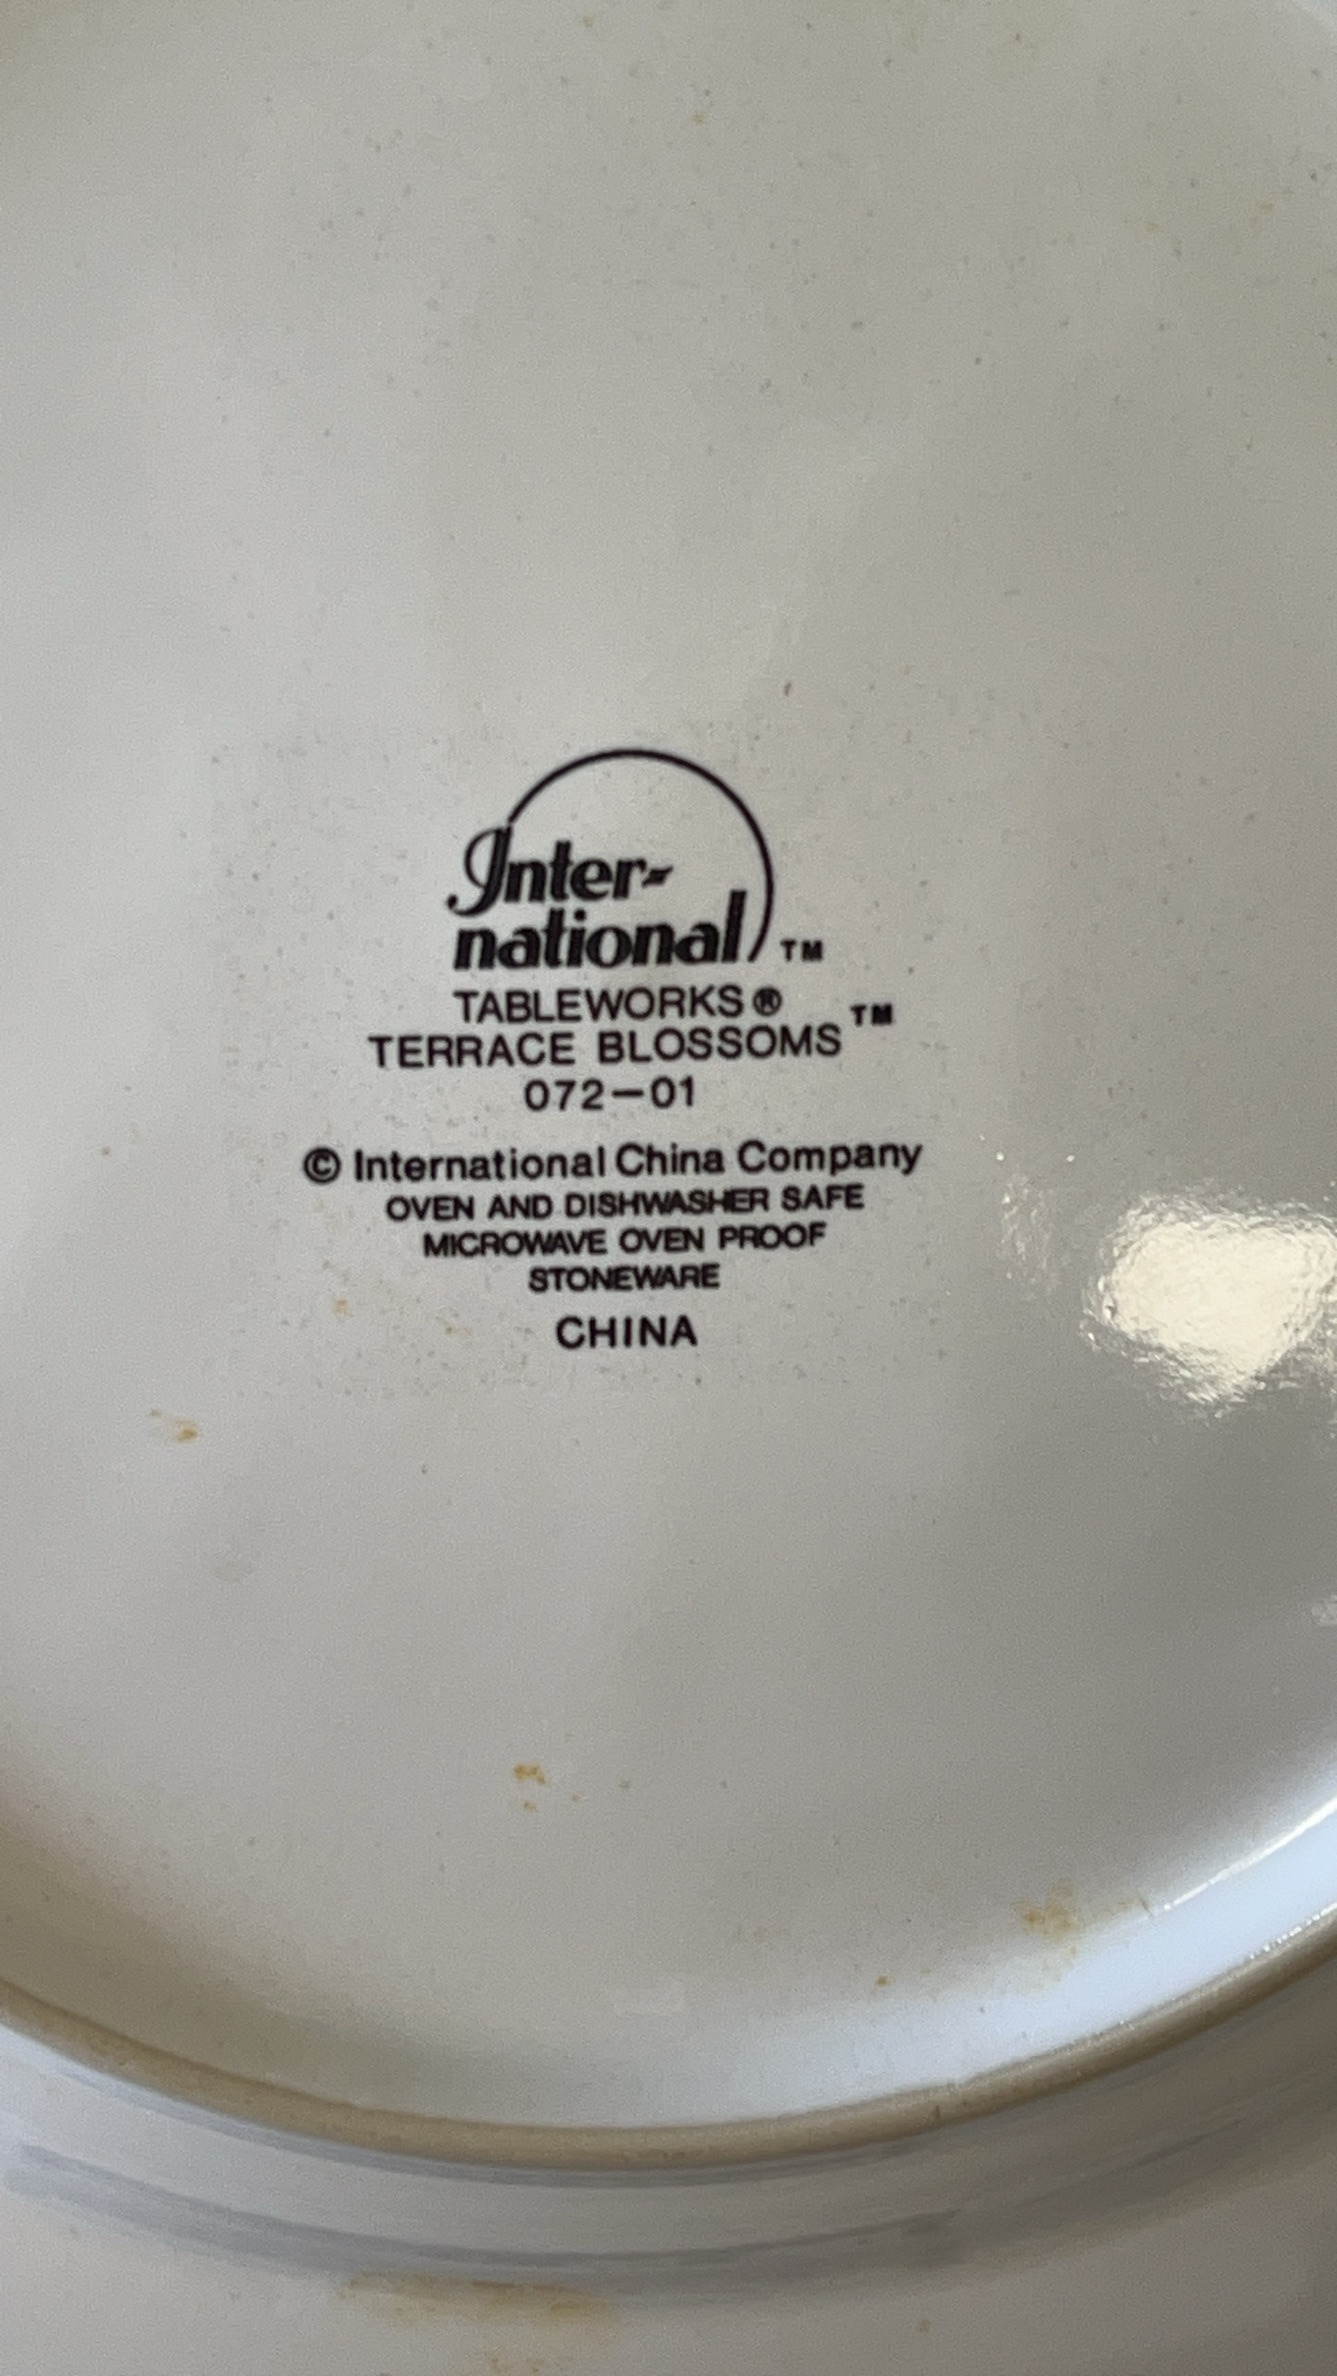 Inter-
national™
TABLEWORKS®
TERRACE BLOSSOMS™
072-01
© International China Company
OVEN AND DISHWASHER SAFE
MICROWAVE OVEN PROOF
STONEWARE
CHINA